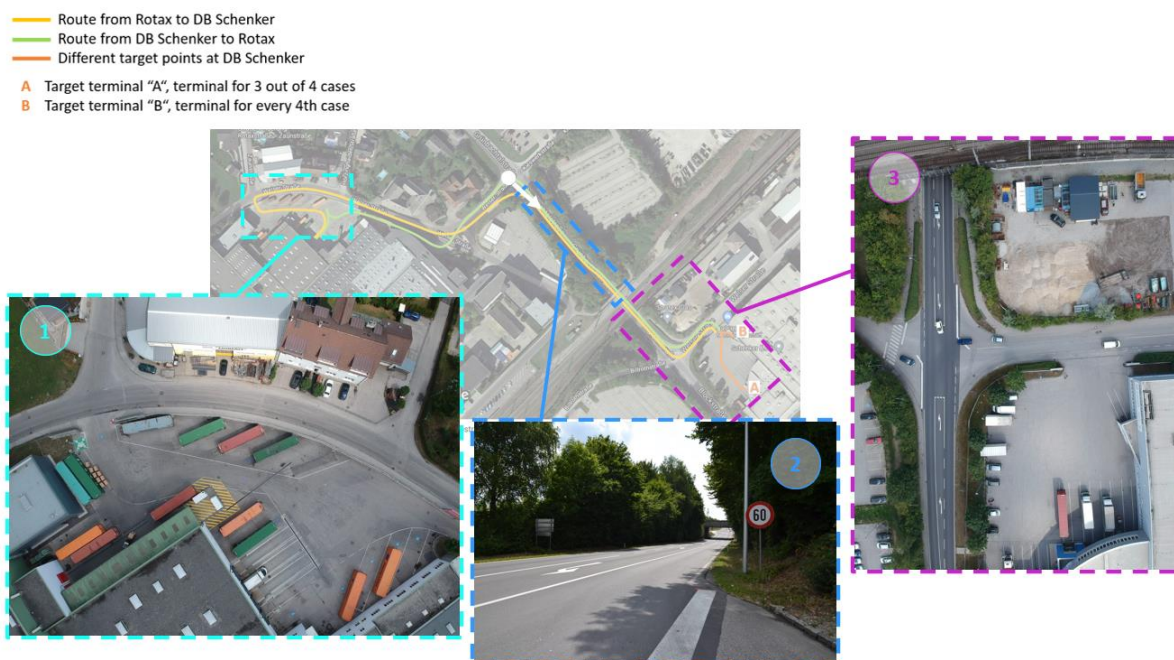 Route from Rotax to DB Schenker
Route from DB Schenker to Rotax
Different target points at DB Schenker
A Target terminal “A“, terminal for 3 out of 4 cases
B Target terminal “B“, terminal for every 4th case
1
2
3
60
B
A